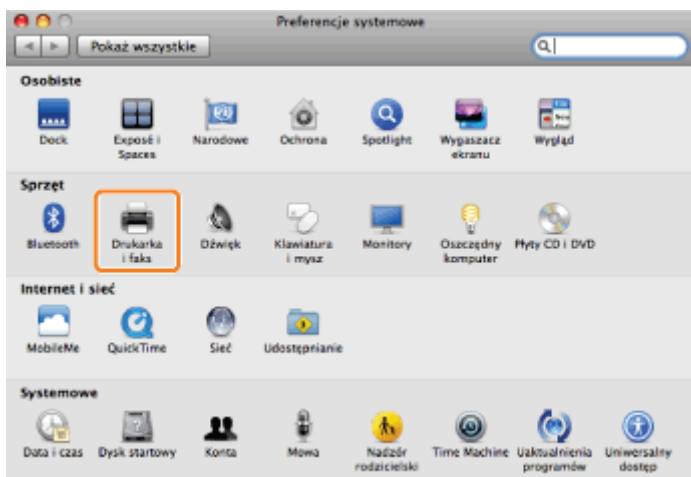 Preferencje systemowe
Pokaż wszystkie
Osobiste
Dock
Exposé i
Spaces
Narodowe
Ochrona
Spotlight
Wygaszacz
ekranu
Wygląd
Sprzęt
Bluetooth
Drukarka
i faks
Dźwięk
Klawiatura
i mysz
Monitory
Oszczędny
komputer
Płyty CD i DVD
Internet i sieć
MobileMe
QuickTime
Sieć
Udostępnianie
Systemowe
Data i czas
Dysk startowy
Konta
Mowa
Nadzór
rodzicielski
Time Machine
Uaktualnienia
programów
Uniwersalny
dostęp